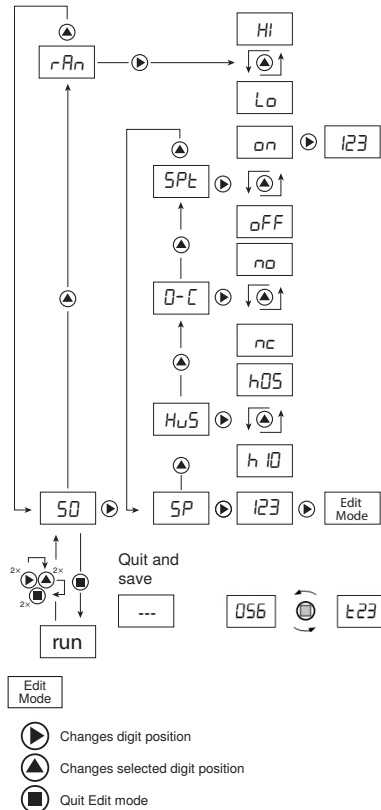 HI
rAn
Lo
on 123
SPt
oFF
no
O-C
nc
h05
HuS
h 10
SO SP 123 Edit Mode
2× 2×
2×
Quit and save
run --- 056 t23
Edit Mode
Changes digit position
Changes selected digit position
Quit Edit mode